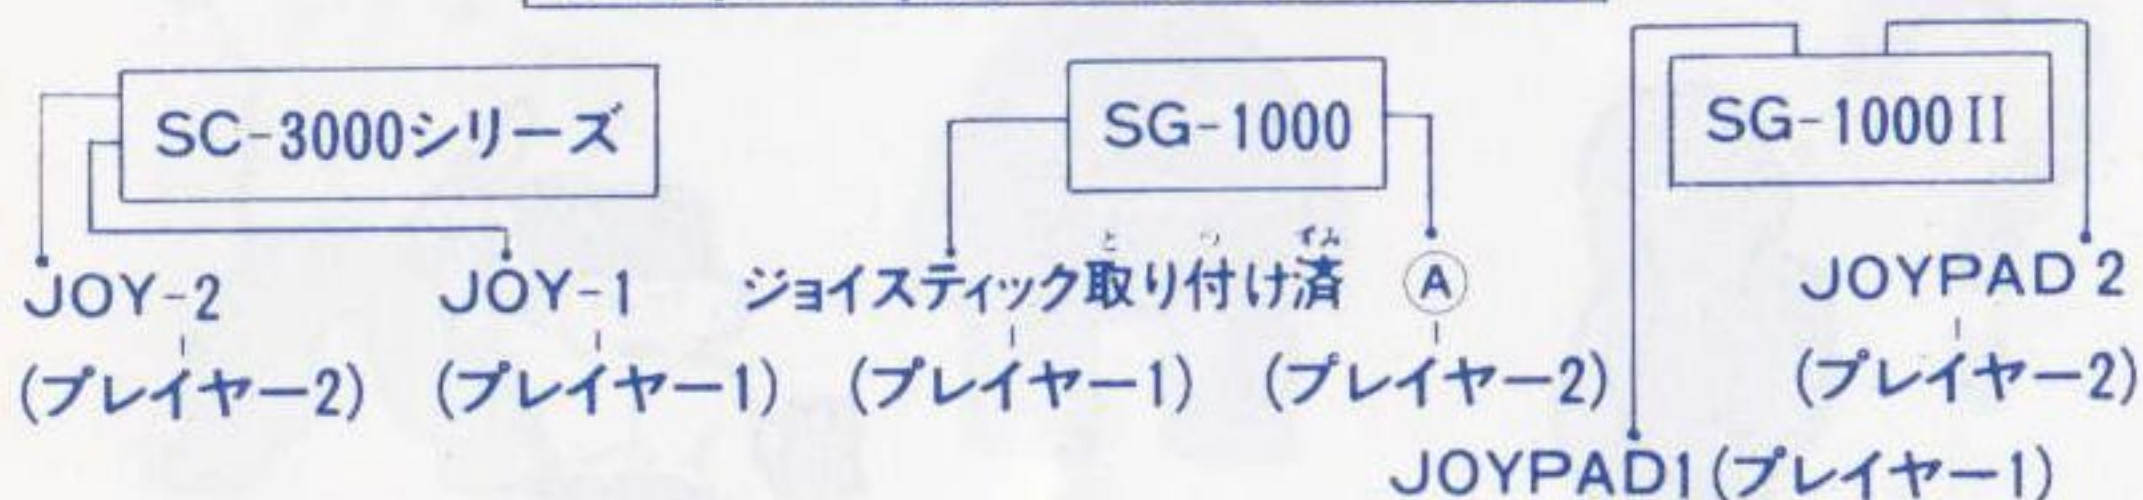 SC-3000シリーズ
SG-1000
SG-1000II
JOY-2
JOY-1
ジョイスティック取り付け済
Ⓐ
JOYPAD 2
(プレイヤー2)
(プレイヤー1)
(プレイヤー1)
(プレイヤー2)
(プレイヤー2)
JOYPAD1(プレイヤー1)